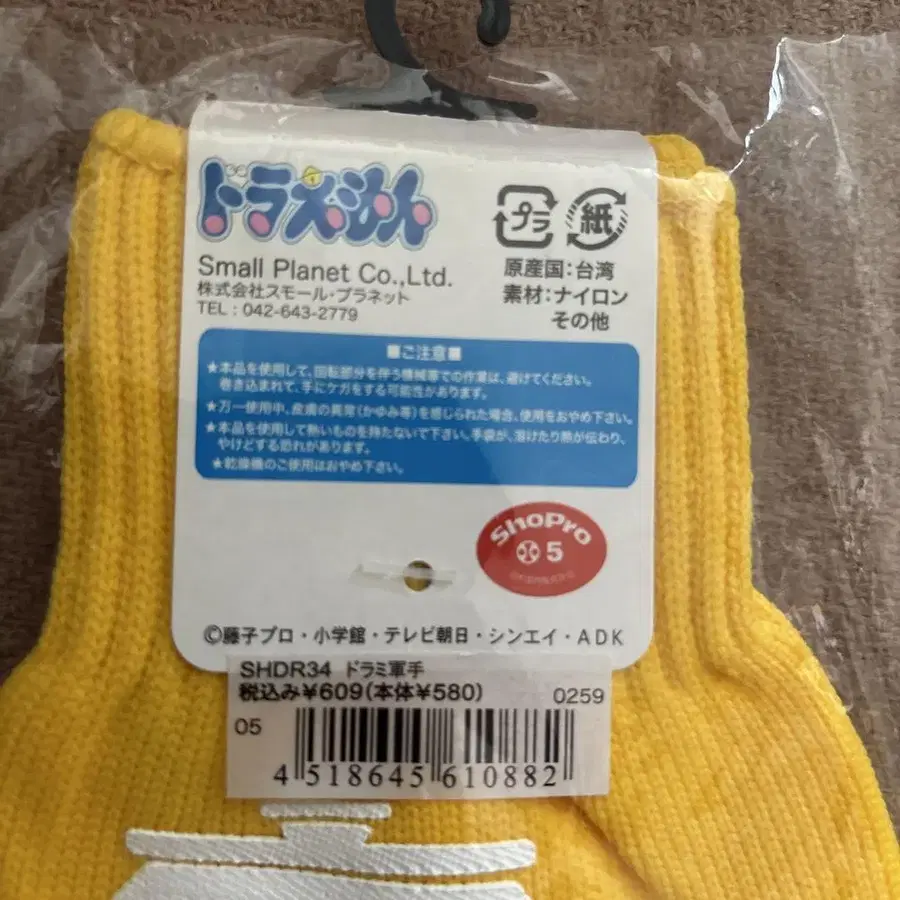 ドラえもん
プラ
紙
Small Planet Co.,Ltd.
株式会社スモール・プラネット
TEL : 042-643-2779
原産国:台湾
素材:ナイロン
その他
■ご注意■
★本品を使用して、回転部分を伴う機械等での作業は、避けてください。
巻き込まれて、手にケガをする可能性があります。
★万一使用中、皮膚の異常(かゆみ等)を感じられた場合、使用をおやめ下さい。
★本品を使用して熱いものを持たないで下さい。手袋が、溶けたり熱が伝わり、
やけどする恐れがあります。
★乾燥機のご使用はおやめ下さい。
ShoPro
5
©藤子プロ・小学館・テレビ朝日・シンエイ・ADK
SHDR34 ドラミ軍手
税込み¥609(本体¥580)
0259
05
4 518645 610882